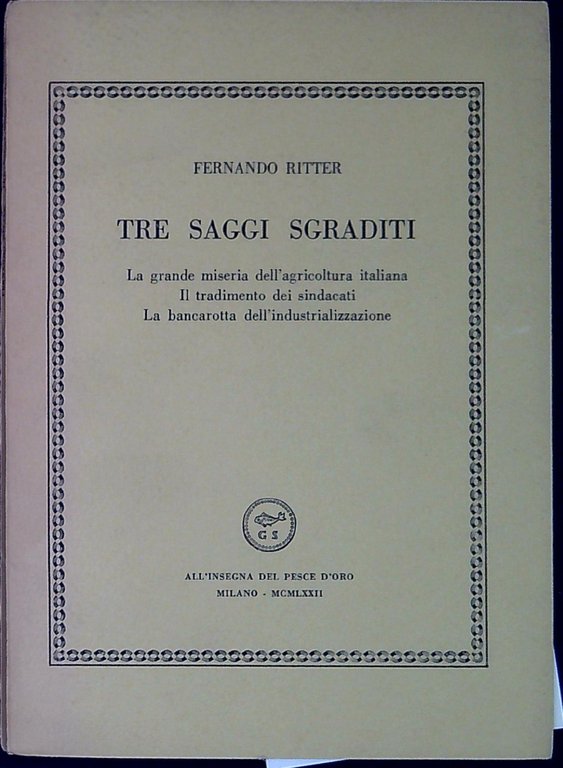 FERNANDO RITTER
TRE SAGGI SGRADITI
La grande miseria dell'agricoltura italiana
Il tradimento dei sindacati
La bancarotta dell'industrializzazione
G S
ALL'INSEGNA DEL PESCE D'ORO
MILANO - MCMLXXII